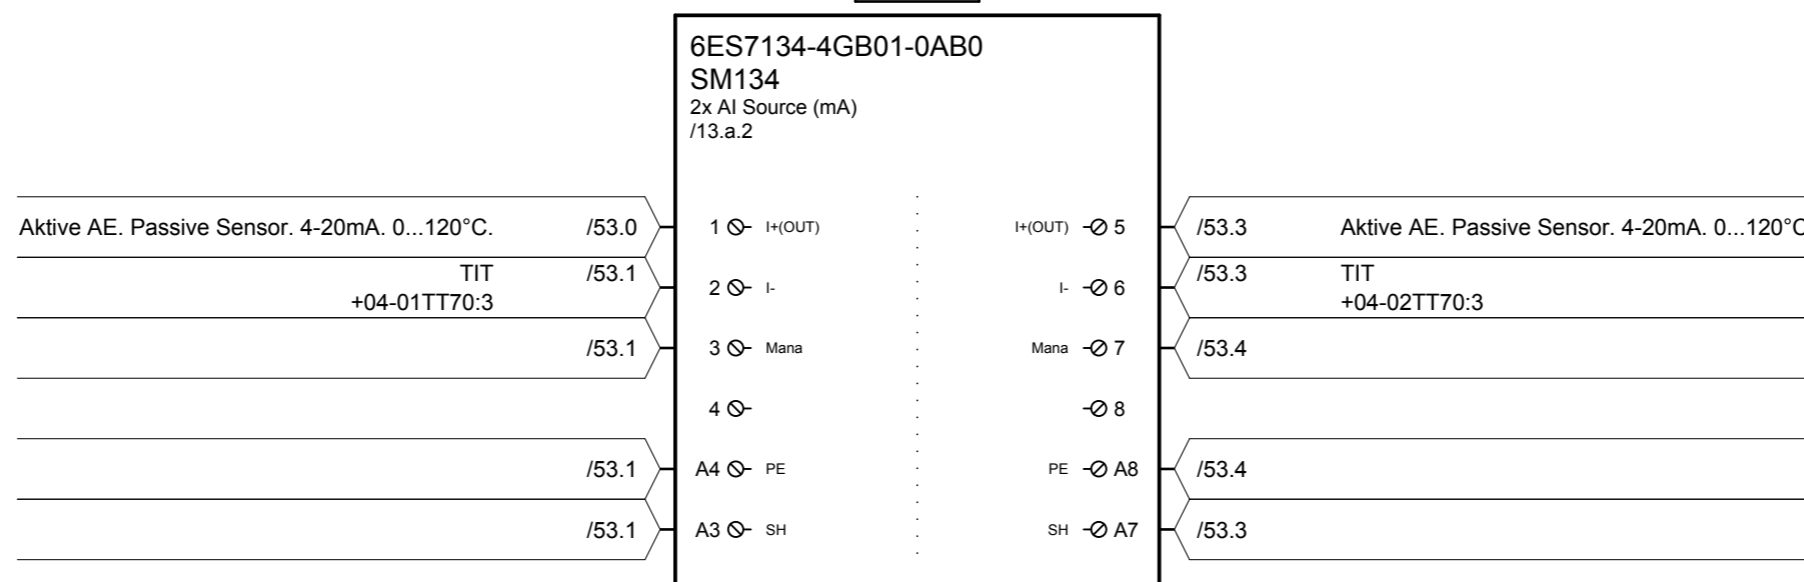 6ES7134-4GB01-0AB0
SM134
2x AI Source (mA)
/13.a.2
Aktive AE. Passive Sensor. 4-20mA. 0...120°C. /53.0 1 I+(OUT) I+(OUT) 5 /53.3 Aktive AE. Passive Sensor. 4-20mA. 0...120°C
TIT /53.1 2 I- I- 6 /53.3 TIT
+04-01TT70:3 +04-02TT70:3
/53.1 3 Mana Mana 7 /53.4
4 8
/53.1 A4 PE PE A8 /53.4
/53.1 A3 SH SH A7 /53.3